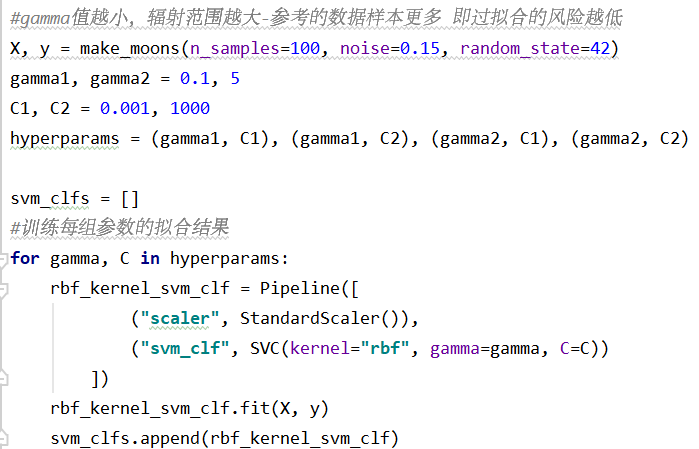 #gamma值越小，辐射范围越大-参考的数据样本更多 即过拟合的风险越低
X, y = make_moons(n_samples=100, noise=0.15, random_state=42)
gamma1, gamma2 = 0.1, 5
C1, C2 = 0.001, 1000
hyperparams = (gamma1, C1), (gamma1, C2), (gamma2, C1), (gamma2, C2)
svm_clfs = []
#训练每组参数的拟合结果
for gamma, C in hyperparams:
rbf_kernel_svm_clf = Pipeline([
("scaler", StandardScaler()),
("svm_clf", SVC(kernel="rbf", gamma=gamma, C=C))
])
rbf_kernel_svm_clf.fit(X, y)
svm_clfs.append(rbf_kernel_svm_clf)